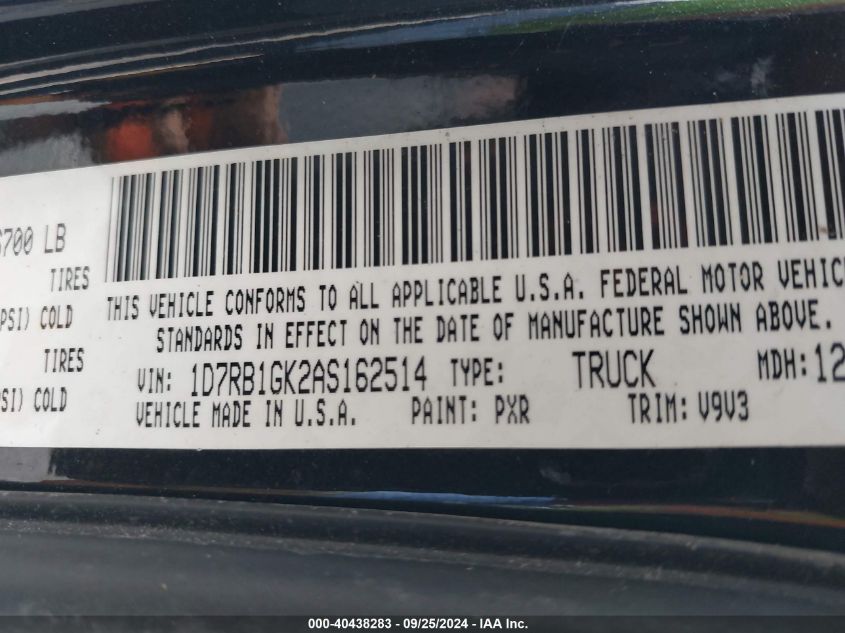 6700 LB
TIRES
PSI) COLD
THIS VEHICLE CONFORMS TO ALL APPLICABLE U.S.A. FEDERAL MOTOR VEHIC
STANDARDS IN EFFECT ON THE DATE OF MANUFACTURE SHOWN ABOVE.
TIRES
VIN: 1D7RB1GK2AS162514 TYPE: TRUCK MDH: 12
PSI) COLD
VEHICLE MADE IN U.S.A. PAINT: PXR TRIM: V9V3
000-40438283 - 09/25/2024 - IAA Inc.